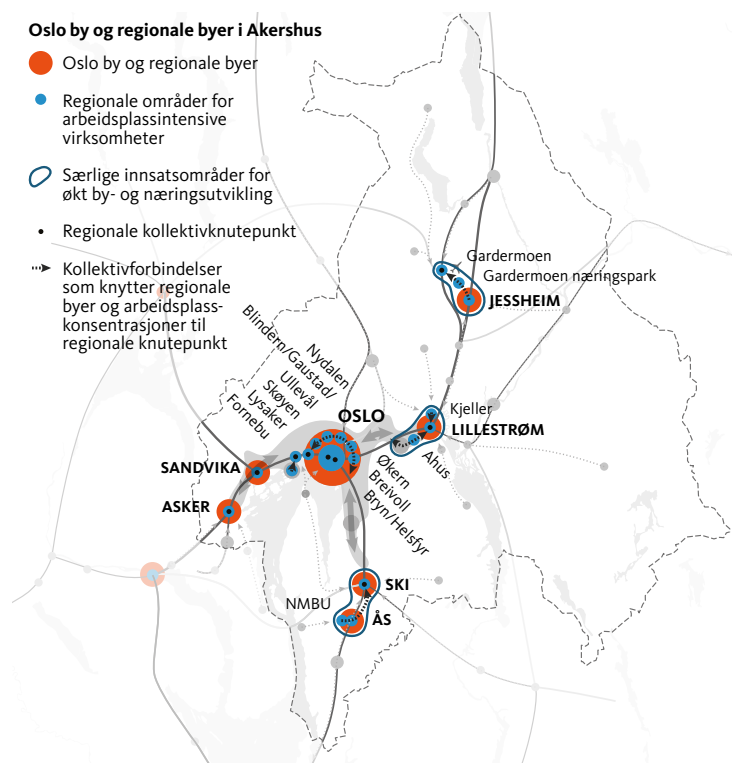 Oslo by og regionale byer i Akershus
Oslo by og regionale byer
Regionale områder for
arbeidsplassintensive
virksomheter
Særlige innsatsområder for
økt by- og næringsutvikling
Regionale kollektivknutepunkt
Kollektivforbindelser
som knytter regionale
byer og arbeidsplass-
konsentrasjoner til
regionale knutepunkt
Gardermoen
Gardermoen næringspark
JESSHEIM
Nydalen
Blindern/Gaustad/
Ullevål
Skøyen
Lysaker
Fornebu
OSLO
Kjeller
LILLESTRØM
Ahus
Økern
Breivoll
Bryn/Helsfyr
SANDVIKA
ASKER
SKI
NMBU
ÅS